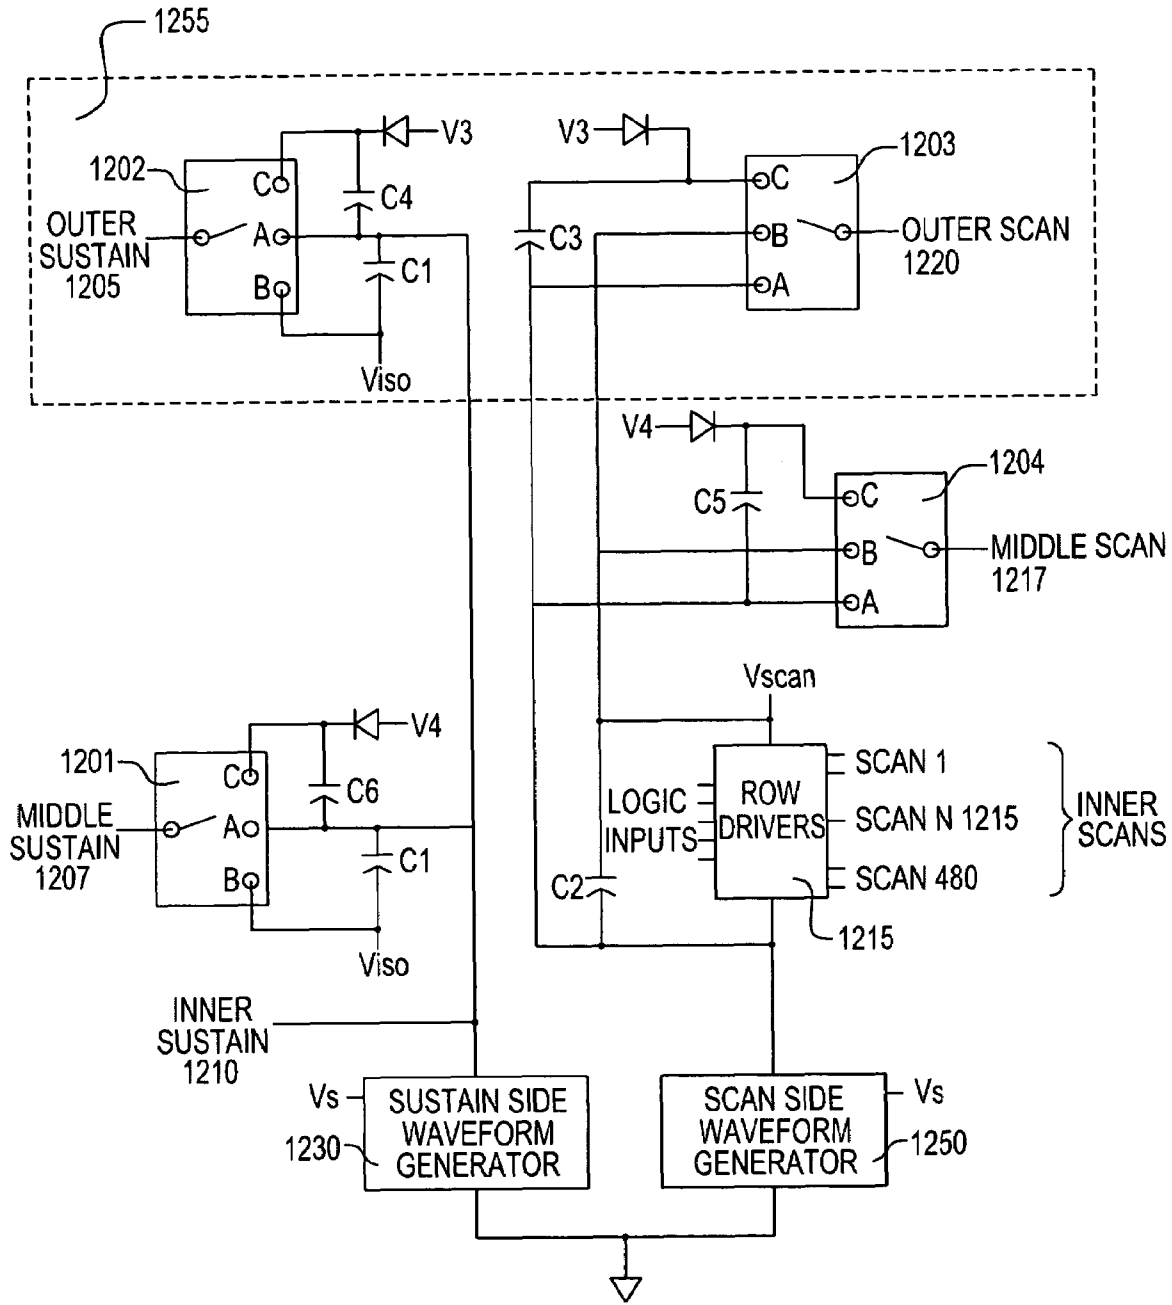 1255
V3
V3
1202
C
C4
1203
C
OUTER
SUSTAIN
1205
A
C3
B
OUTER SCAN
1220
B
C1
A
Viso
V4
1204
C5
C
B
MIDDLE SCAN
1217
A
Vscan
V4
1201
C
C6
SCAN 1
MIDDLE
SUSTAIN
1207
A
LOGIC
INPUTS
ROW
DRIVERS
SCAN N 1215
INNER
SCANS
B
C1
C2
SCAN 480
1215
Viso
INNER
SUSTAIN
1210
Vs
SUSTAIN SIDE
WAVEFORM
GENERATOR
1230
SCAN SIDE
WAVEFORM
GENERATOR
Vs
1250